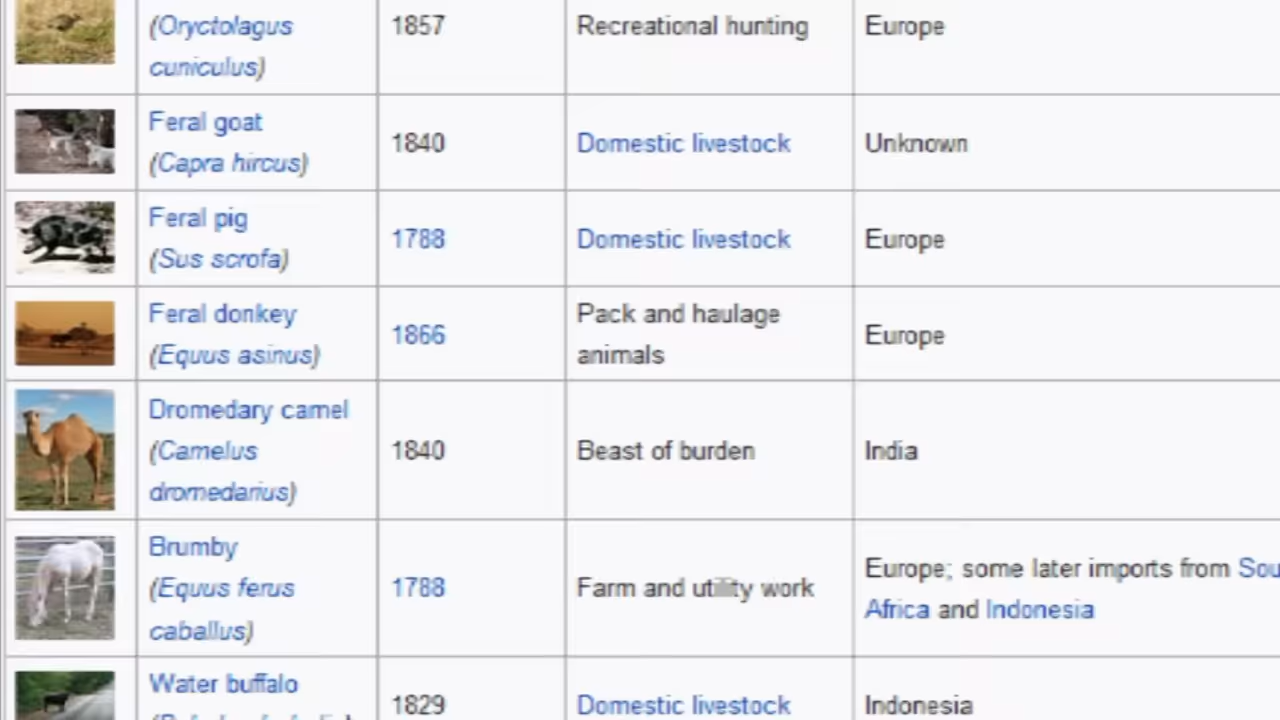 (Oryctolagus
cuniculus)
1857
Recreational hunting
Europe
Feral goat
(Capra hircus)
1840
Domestic livestock
Unknown
Feral pig
(Sus scrofa)
1788
Domestic livestock
Europe
Feral donkey
(Equus asinus)
1866
Pack and haulage
animals
Europe
Dromedary camel
(Camelus
dromedarius)
1840
Beast of burden
India
Brumby
(Equus ferus
caballus)
1788
Farm and utility work
Europe; some later imports from Sou
Africa and Indonesia
Water buffalo
1829
Domestic livestock
Indonesia